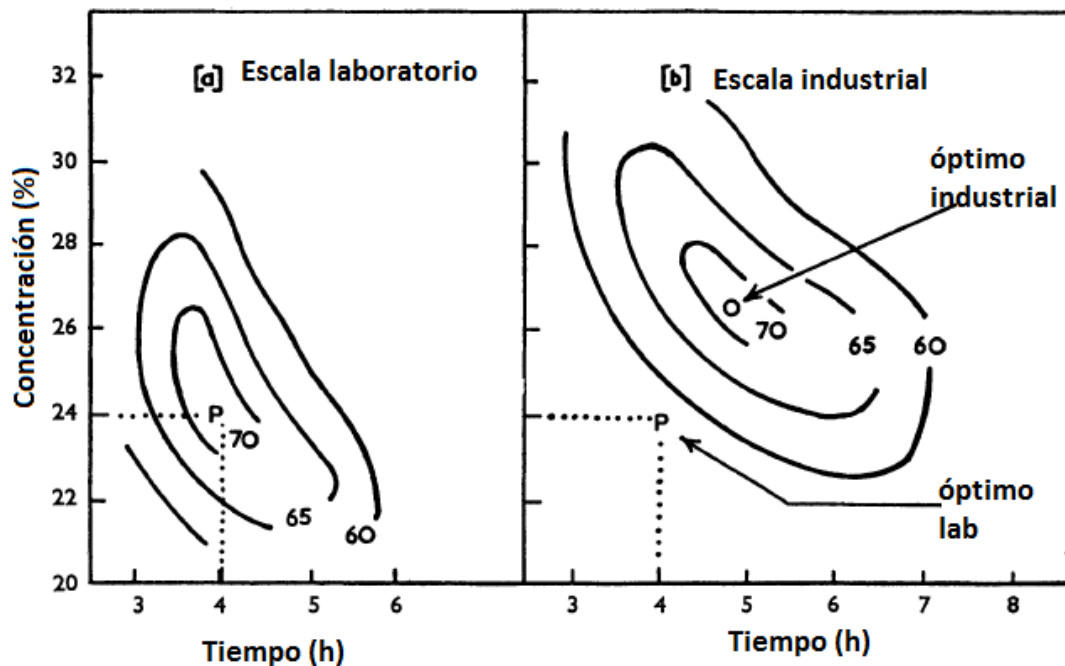 [a] Escala laboratorio
Concentración (%)
32
30
28
26
24
22
20
P
70
65
60
3 4 5 6
Tiempo (h)
[b] Escala industrial
óptimo
industrial
O
70 65 60
P
óptimo
lab
3 4 5 6 7 8
Tiempo (h)